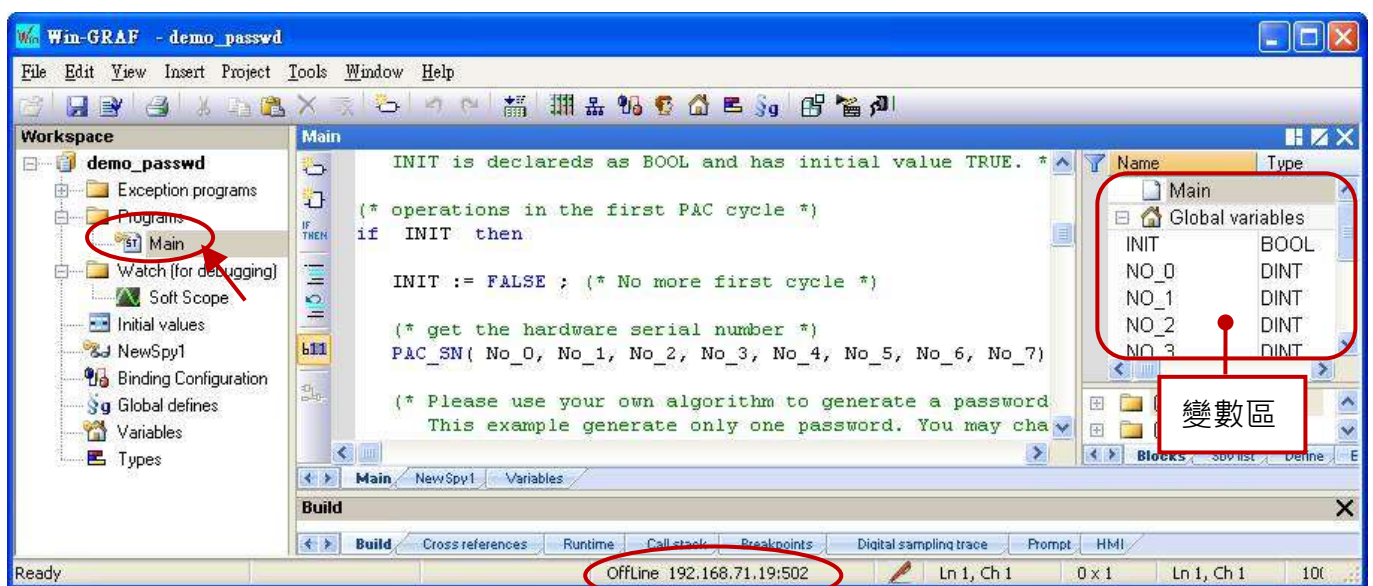 Win-GRAF - demo_passwd
File Edit View Insert Project Tools Window Help
Workspace
demo_passwd
Exception programs
Programs
Main
Watch (for debugging)
Soft Scope
Initial values
NewSpy1
Binding Configuration
Global defines
Variables
Types
Main
INIT is declareds as BOOL and has initial value TRUE. *
(* operations in the first PAC cycle *)
if INIT then
INIT := FALSE ; (* No more first cycle *)
(* get the hardware serial number *)
PAC_SN( No_0, No_1, No_2, No_3, No_4, No_5, No_6, No_7)
(* Please use your own algorithm to generate a password
This example generate only one password. You may cha
Main NewSpy1 Variables
Name Type
Main
Global variables
INIT BOOL
NO_0 DINT
NO_1 DINT
NO_2 DINT
NO_3 DINT
變數區
Blocks Spy list Define E
Build
Build Cross references Runtime Call stack Breakpoints Digital sampling trace Prompt HMI
Ready OffLine 192.168.71.19:502 Ln 1, Ch 1 0 x 1 Ln 1, Ch 1